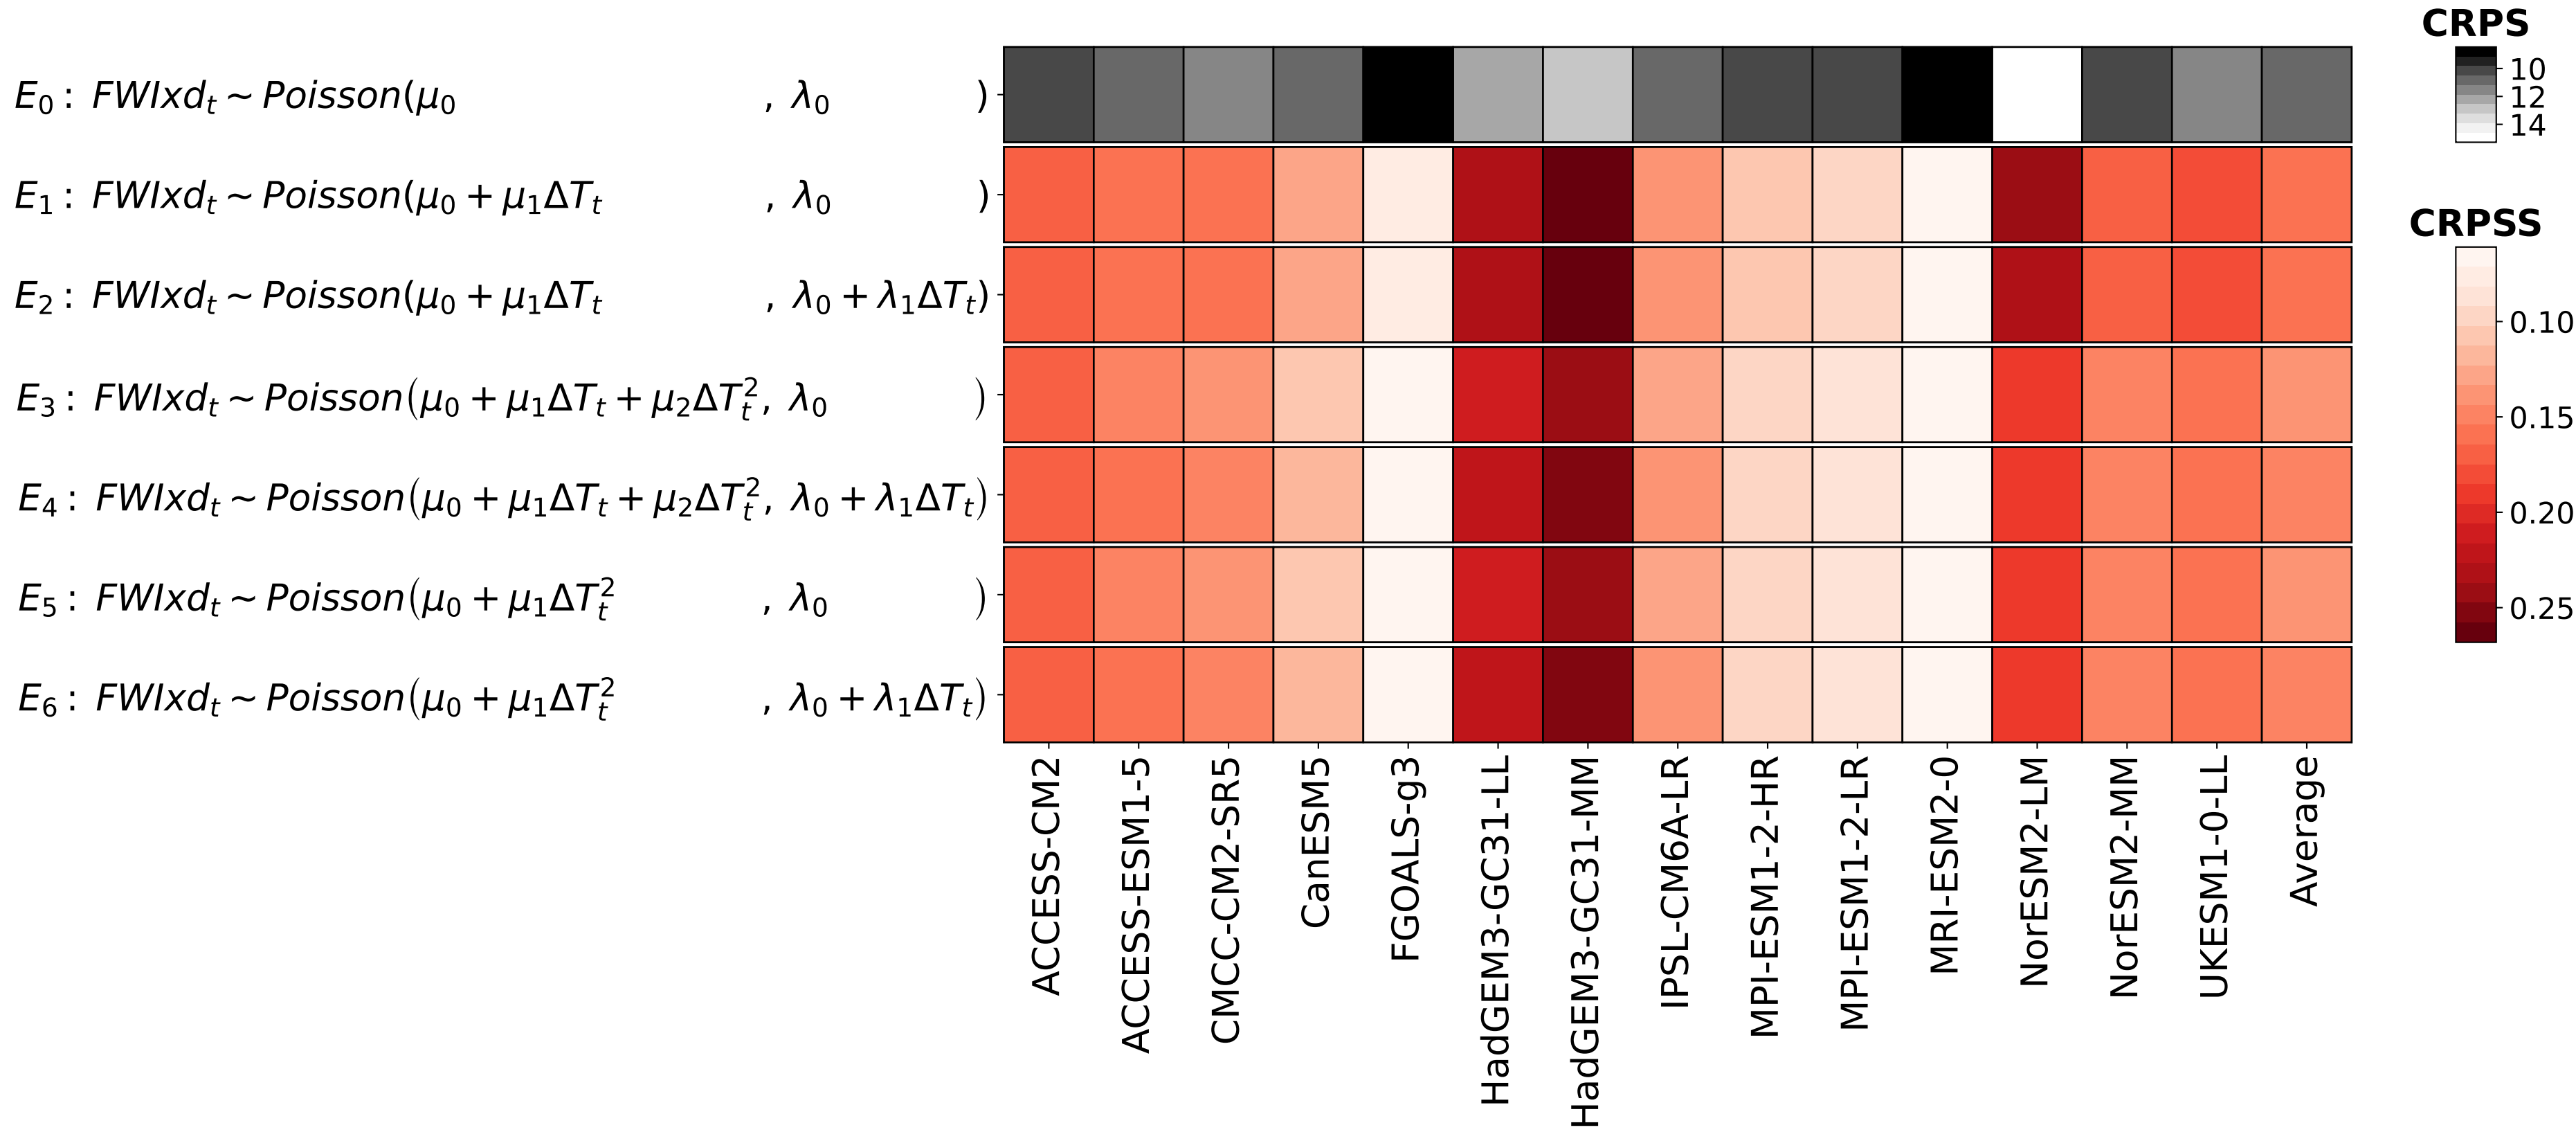 CRPS
10
12
14
E₀ : FWIxdₜ ~ Poisson(μ₀ , λ₀ )
E₁ : FWIxdₜ ~ Poisson(μ₀ + μ₁ΔTₜ , λ₀ )
CRPSS
E₂ : FWIxdₜ ~ Poisson(μ₀ + μ₁ΔTₜ , λ₀ + λ₁ΔTₜ)
0.10
E₃ : FWIxdₜ ~ Poisson(μ₀ + μ₁ΔTₜ + μ₂ΔTₜ², λ₀ )
0.15
E₄ : FWIxdₜ ~ Poisson(μ₀ + μ₁ΔTₜ + μ₂ΔTₜ², λ₀ + λ₁ΔTₜ)
0.20
E₅ : FWIxdₜ ~ Poisson(μ₀ + μ₁ΔTₜ² , λ₀ )
0.25
E₆ : FWIxdₜ ~ Poisson(μ₀ + μ₁ΔTₜ² , λ₀ + λ₁ΔTₜ)
ACCESS-CM2
ACCESS-ESM1-5
CMCC-CM2-SR5
CanESM5
FGOALS-g3
HadGEM3-GC31-LL
HadGEM3-GC31-MM
IPSL-CM6A-LR
MPI-ESM1-2-HR
MPI-ESM1-2-LR
MRI-ESM2-0
NorESM2-LM
NorESM2-MM
UKESM1-0-LL
Average